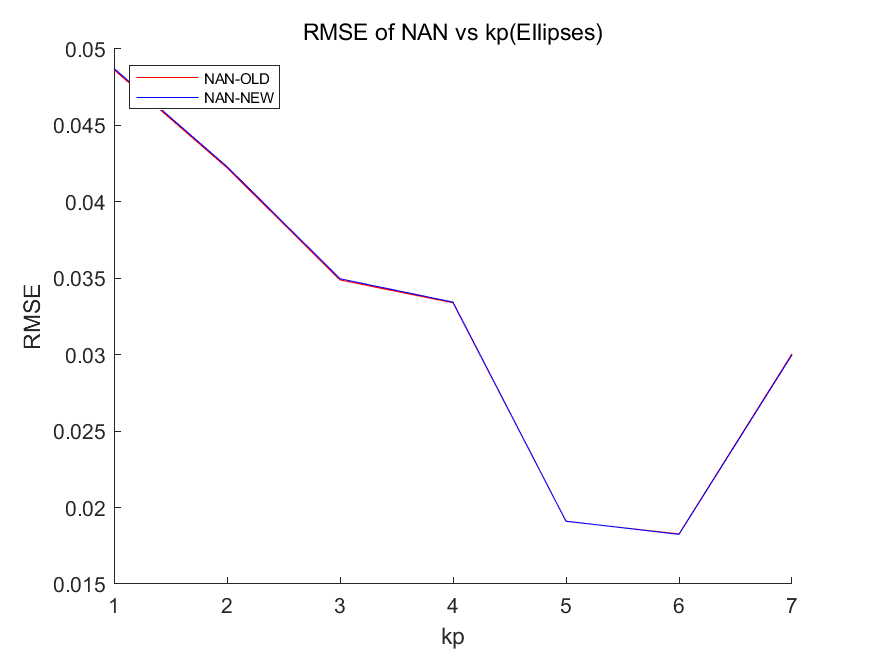 RMSE of NAN vs kp(Ellipses)
0.05
NAN-OLD
NAN-NEW
0.045
0.04
0.035
0.03
0.025
0.02
0.015
RMSE
1 2 3 4 5 6 7
kp